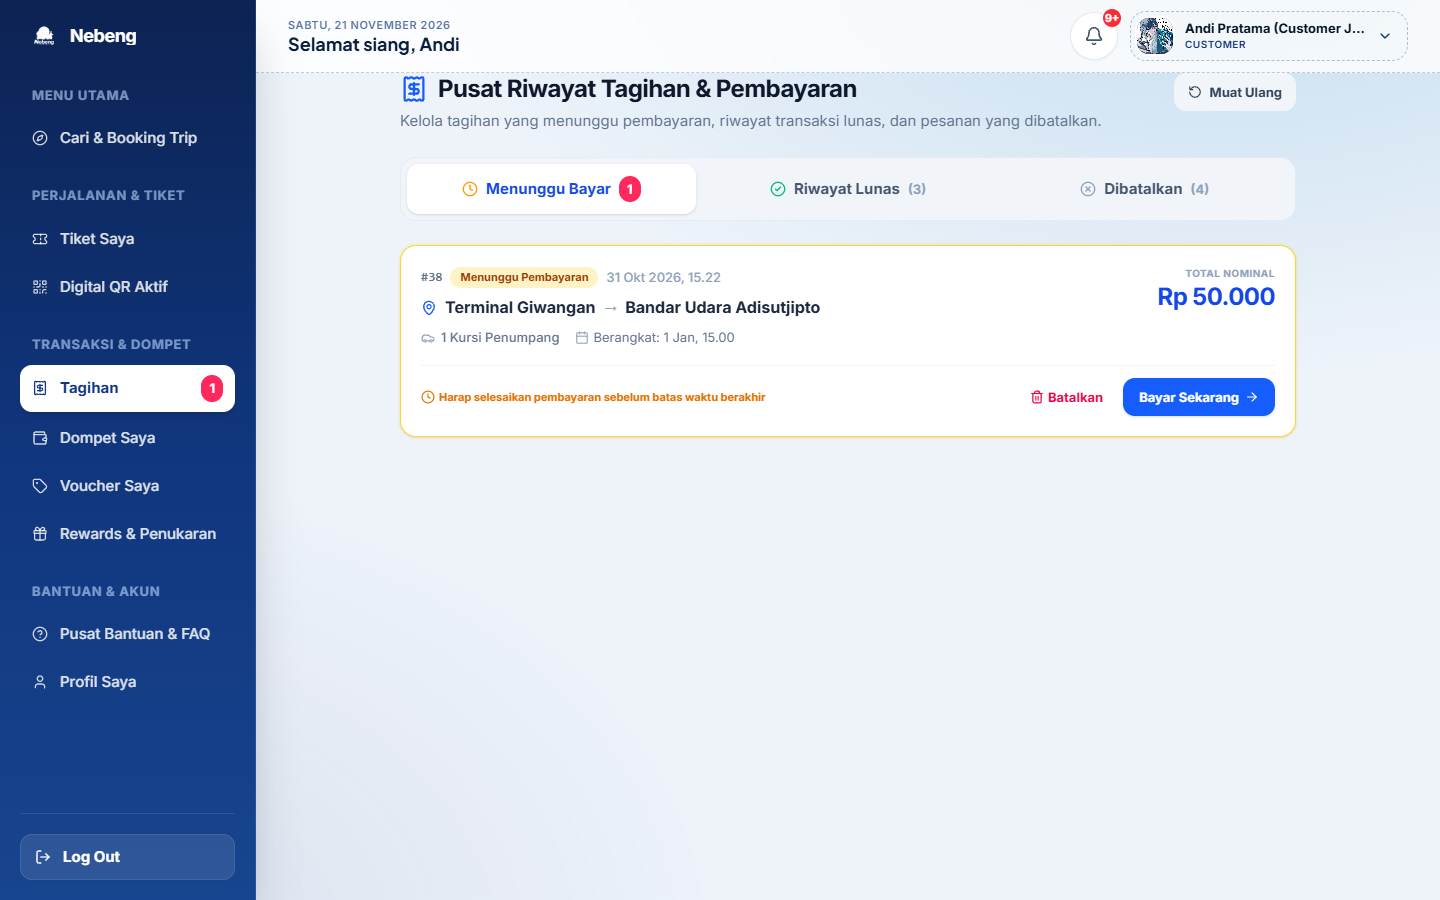 Nebeng
Nebeng
MENU UTAMA
Cari & Booking Trip
PERJALANAN & TIKET
Tiket Saya
Digital QR Aktif
TRANSAKSI & DOMPET
Tagihan 1
Dompet Saya
Voucher Saya
Rewards & Penukaran
BANTUAN & AKUN
Pusat Bantuan & FAQ
Profil Saya
Log Out
SABTU, 21 NOVEMBER 2026
Selamat siang, Andi
9+
Andi Pratama (Customer J...
CUSTOMER
Pusat Riwayat Tagihan & Pembayaran
Muat Ulang
Kelola tagihan yang menunggu pembayaran, riwayat transaksi lunas, dan pesanan yang dibatalkan.
Menunggu Bayar 1
Riwayat Lunas (3)
Dibatalkan (4)
#38 Menunggu Pembayaran 31 Okt 2026, 15.22
TOTAL NOMINAL
Rp 50.000
Terminal Giwangan → Bandar Udara Adisutjipto
1 Kursi Penumpang Berangkat: 1 Jan, 15.00
Harap selesaikan pembayaran sebelum batas waktu berakhir
Batalkan
Bayar Sekarang →